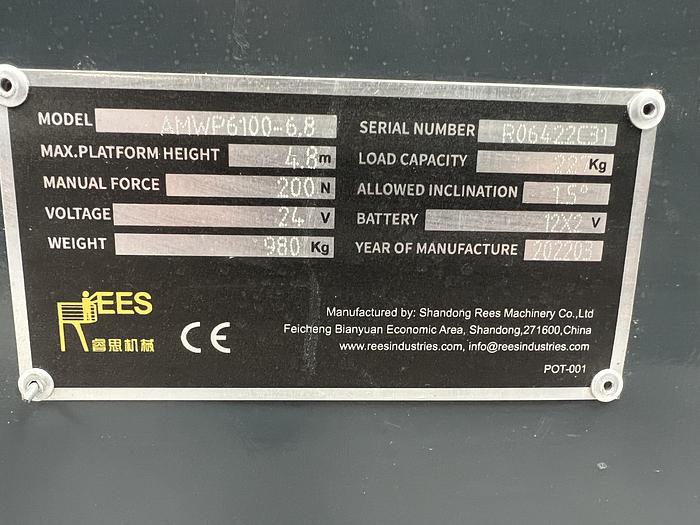 MODEL AMWP6100-6.8
MAX.PLATFORM HEIGHT 4.8m
MANUAL FORCE 200 N
VOLTAGE 24 V
WEIGHT 980 Kg
SERIAL NUMBER R06422C31
LOAD CAPACITY Kg
ALLOWED INCLINATION 1.5°
BATTERY 12X2 V
YEAR OF MANUFACTURE 202203
REES
睿思机械
CE
Manufactured by: Shandong Rees Machinery Co.,Ltd
Feicheng Bianyuan Economic Area, Shandong,271600,China
www.reesindustries.com, info@reesindustries.com
POT-001